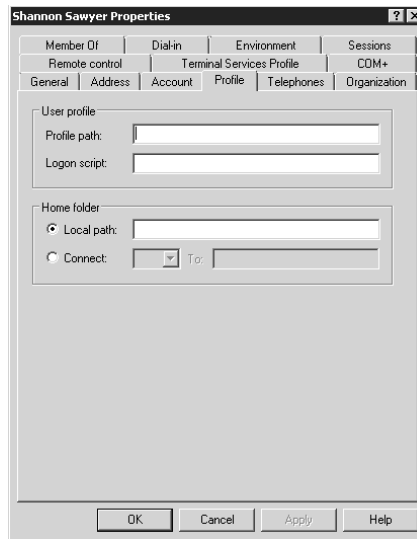 Shannon Sawyer Properties
Member Of Dial-in Environment Sessions
Remote control Terminal Services Profile COM+
General Address Account Profile Telephones Organization
User profile
Profile path:
Logon script:
Home folder
Local path:
Connect: To:
OK Cancel Apply Help